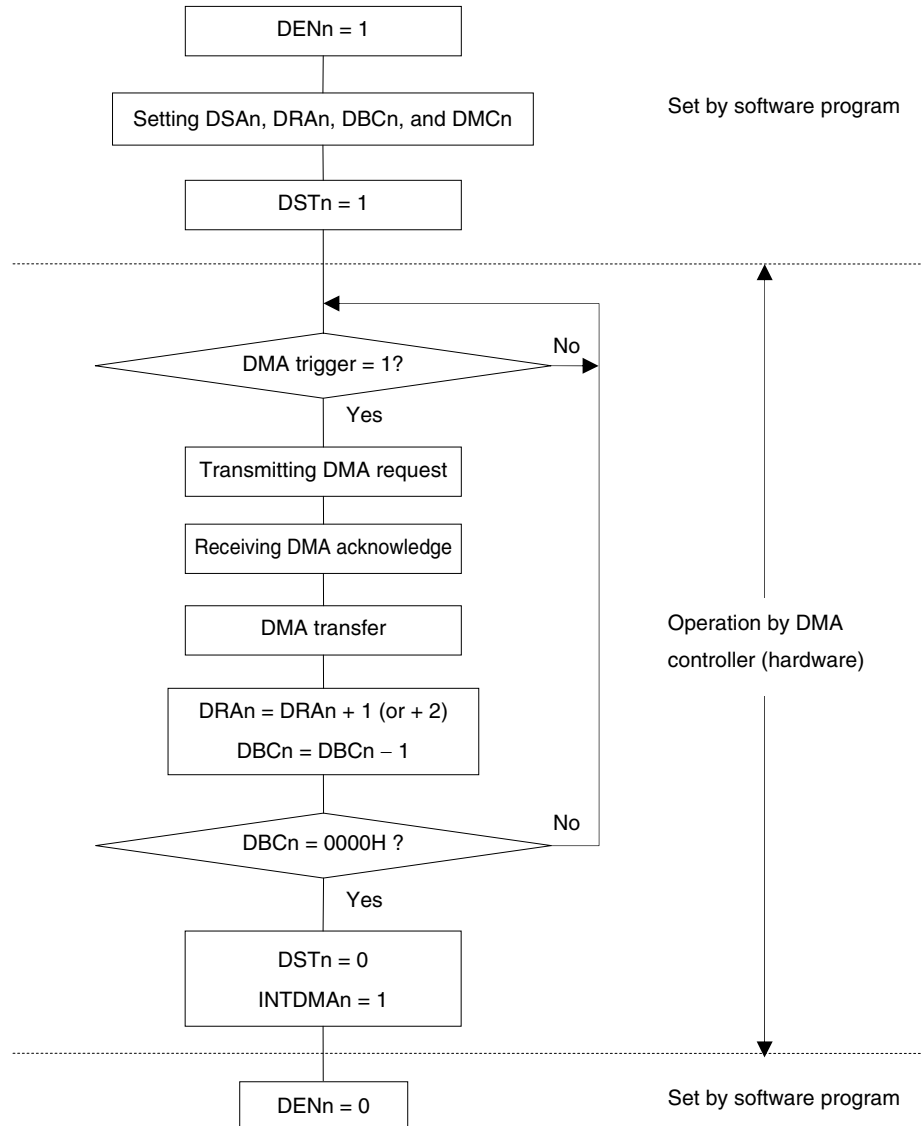 DENn = 1
Setting DSAn, DRAn, DBCn, and DMCn
Set by software program
DSTn = 1
DMA trigger = 1?
No
Yes
Transmitting DMA request
Receiving DMA acknowledge
DMA transfer
Operation by DMA
controller (hardware)
DRAn = DRAn + 1 (or + 2)
DBCn = DBCn − 1
DBCn = 0000H ?
No
Yes
DSTn = 0
INTDMAn = 1
DENn = 0
Set by software program